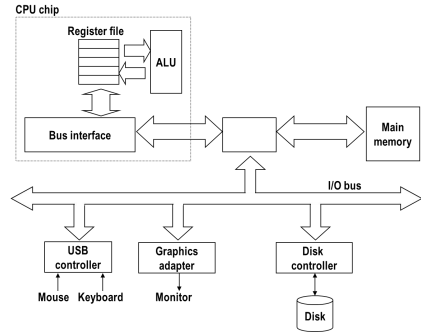 CPU chip
Register file
ALU
Bus interface
Main
memory
I/O bus
USB
controller
Graphics
adapter
Disk
controller
Mouse Keyboard
Monitor
Disk